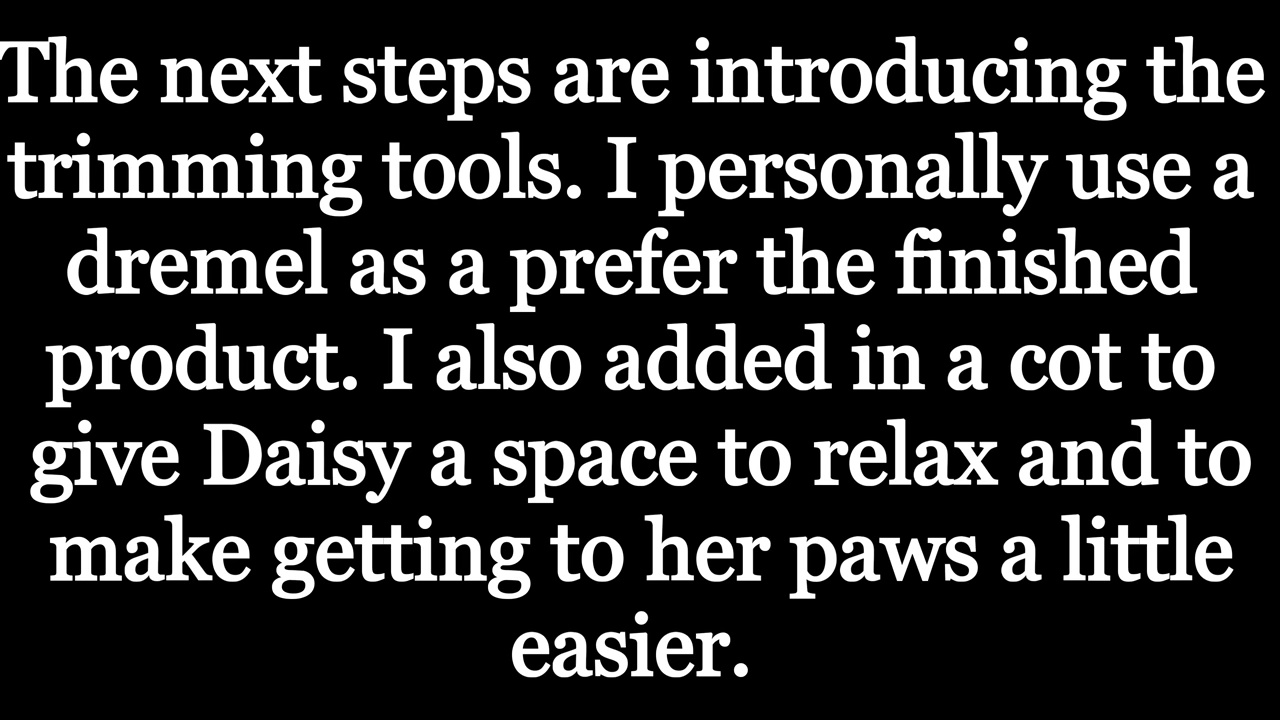 The next steps are introducing the
trimming tools. I personally use a
dremel as a prefer the finished
product. I also added in a cot to
give Daisy a space to relax and to
make getting to her paws a little
easier.